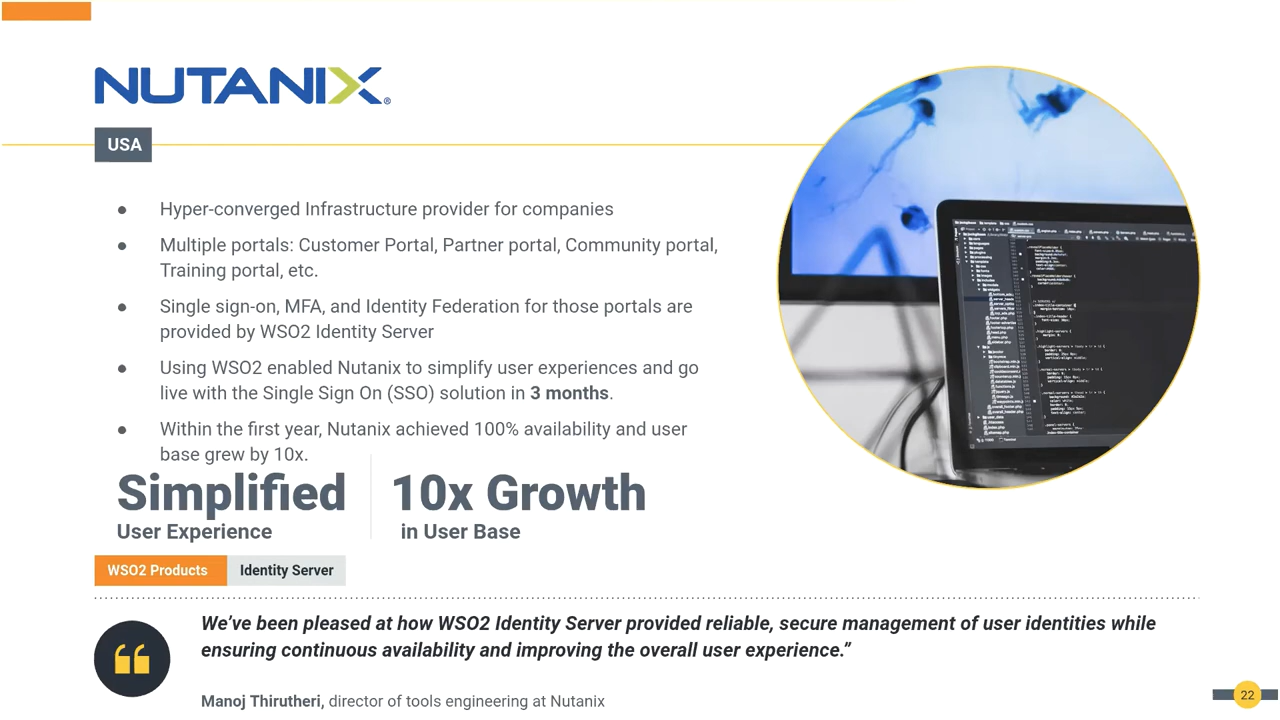 NUTANIX®
USA
● Hyper-converged Infrastructure provider for companies
● Multiple portals: Customer Portal, Partner portal, Community portal,
Training portal, etc.
● Single sign-on, MFA, and Identity Federation for those portals are
provided by WSO2 Identity Server
● Using WSO2 enabled Nutanix to simplify user experiences and go
live with the Single Sign On (SSO) solution in 3 months.
● Within the first year, Nutanix achieved 100% availability and user
base grew by 10x.
Simplified
User Experience
10x Growth
in User Base
WSO2 Products Identity Server
We’ve been pleased at how WSO2 Identity Server provided reliable, secure management of user identities while
ensuring continuous availability and improving the overall user experience.”
Manoj Thirutheri, director of tools engineering at Nutanix
22